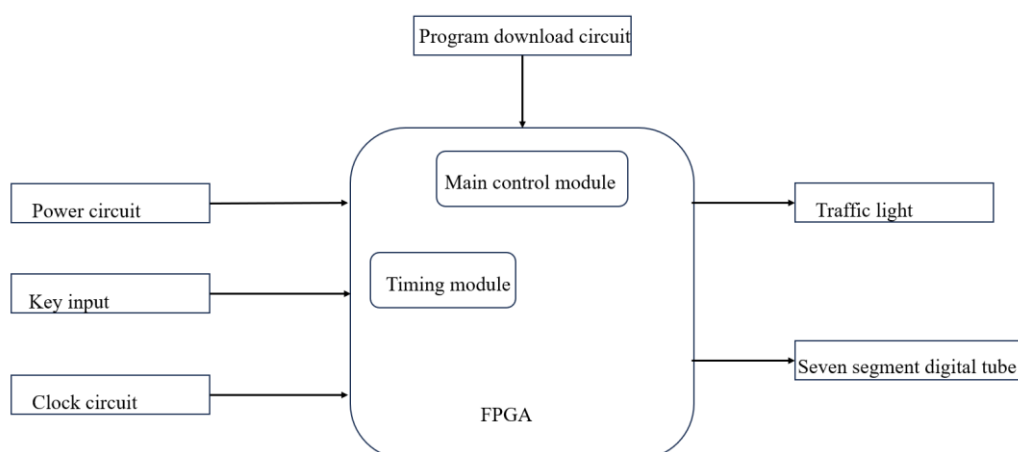 Program download circuit
Main control module
Power circuit
Traffic light
Timing module
Key input
Seven segment digital tube
Clock circuit
FPGA